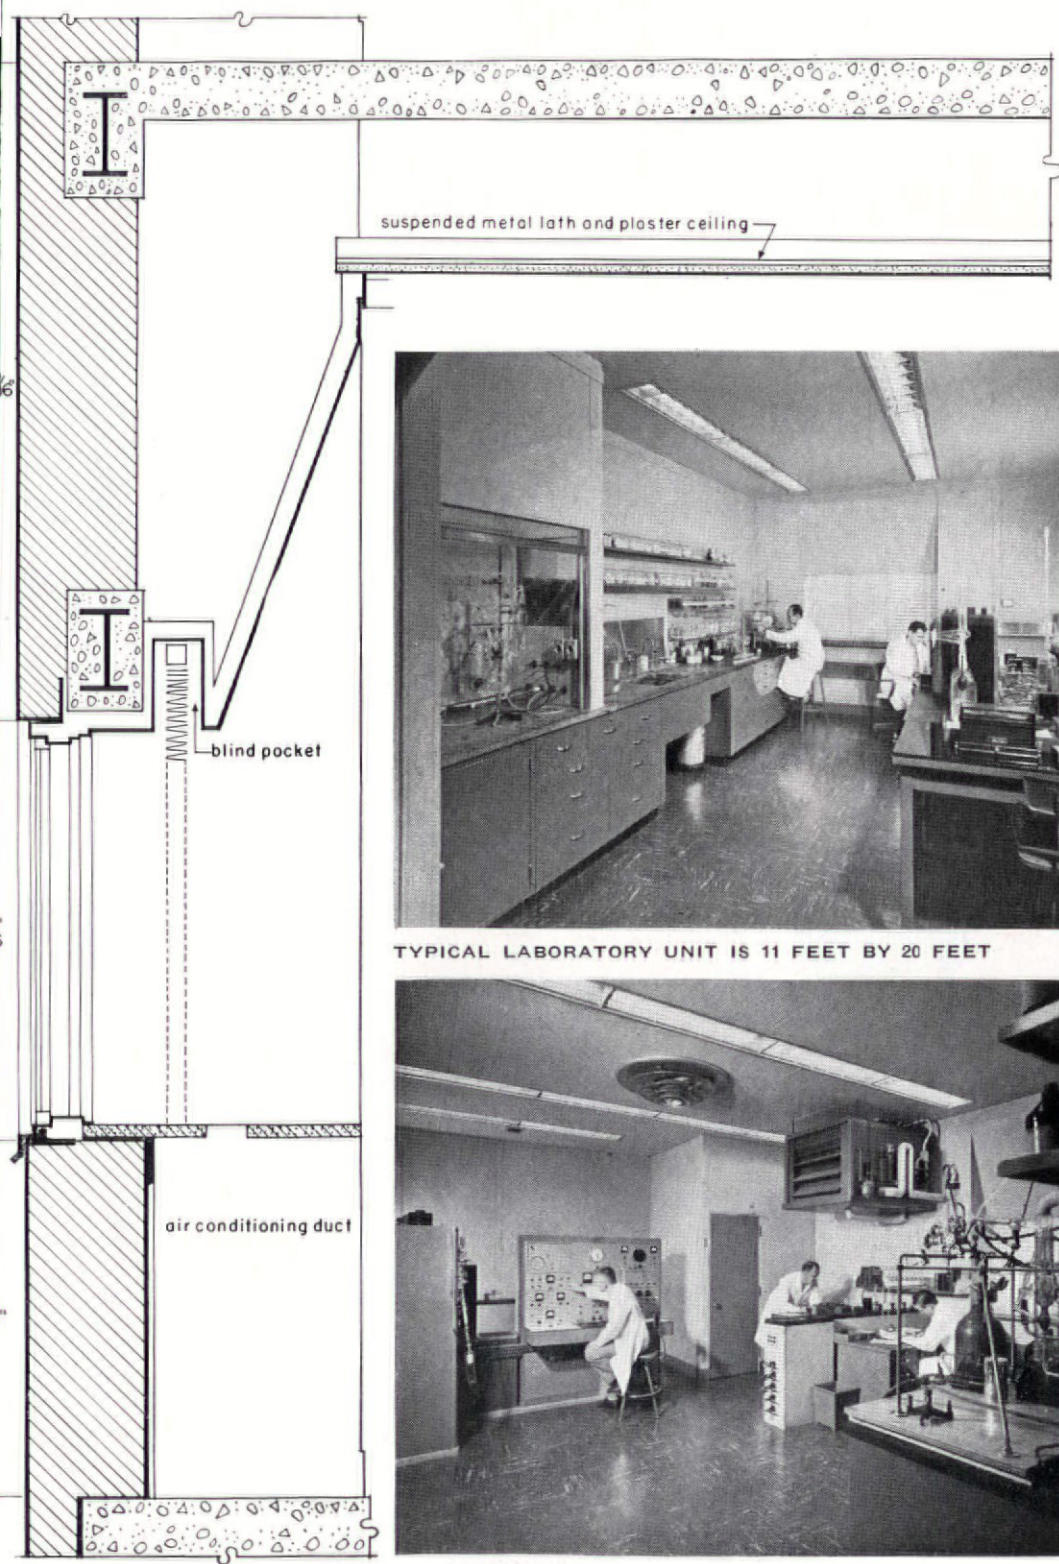 suspended metal lath and plaster ceiling
blind pocket
TYPICAL LABORATORY UNIT IS 11 FEET BY 20 FEET
air conditioning duct